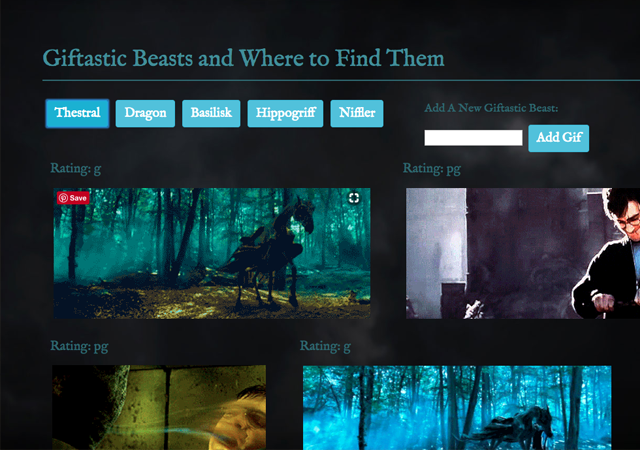 Giftastic Beasts and Where to Find Them
Thestral Dragon Basilisk Hippogriff Niffler
Add A New Giftastic Beast:
Add Gif
Rating: g Rating: pg
Save
Rating: pg Rating: g